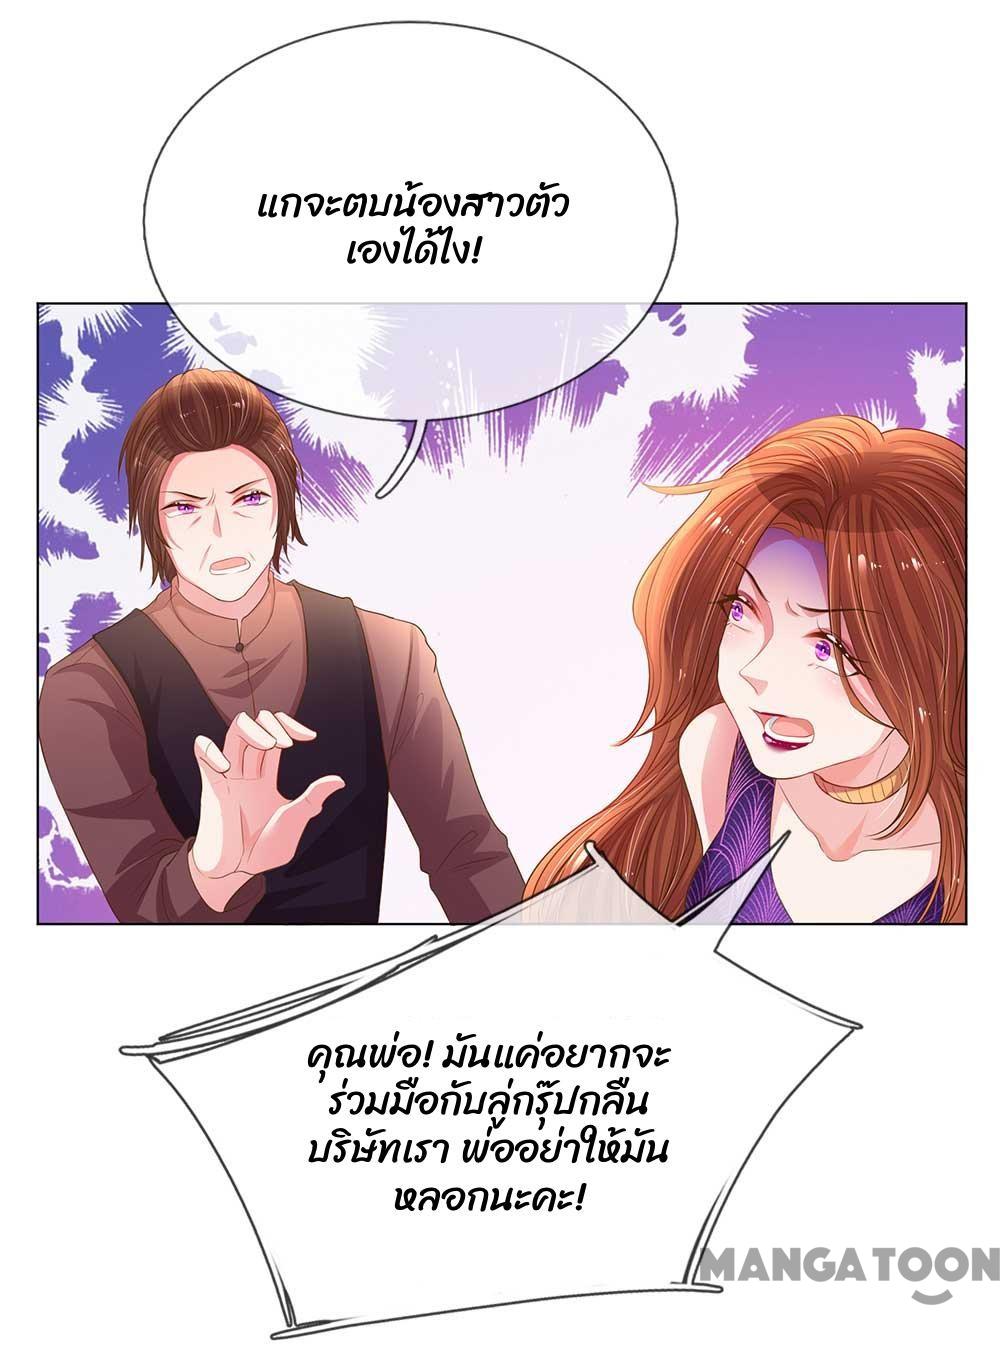 แกจะตบน้องสาวตัว
เองได้ไง!
คุณพ่อ! มันแค่อยากจะ
ร่วมมือกับลู่กรุ๊ปกลืน
บริษัทเรา พ่ออย่าให้มัน
หลอกนะคะ!
MANGATOON